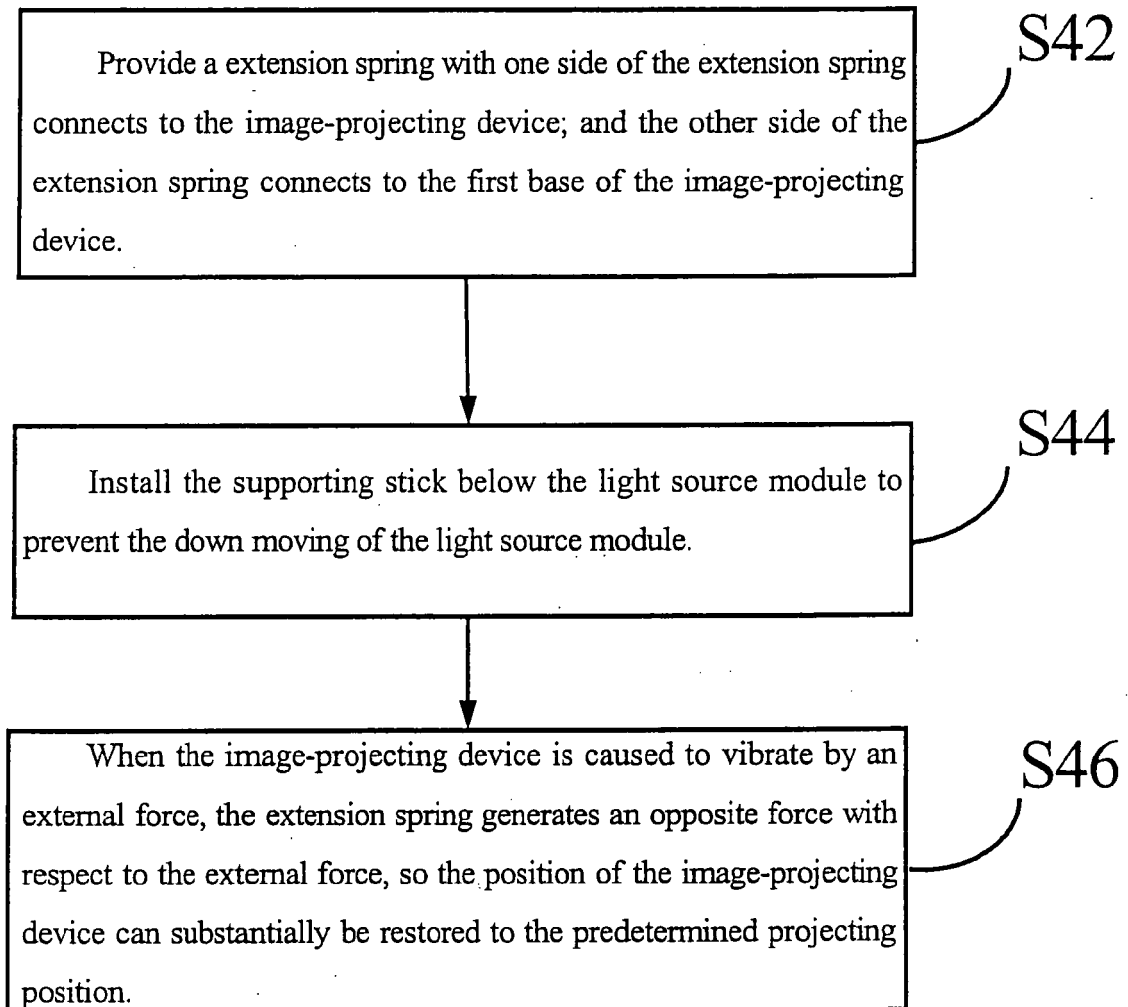 S42
Provide a extension spring with one side of the extension spring
connects to the image-projecting device; and the other side of the
extension spring connects to the first base of the image-projecting
device.
S44
Install the supporting stick below the light source module to
prevent the down moving of the light source module.
S46
When the image-projecting device is caused to vibrate by an
external force, the extension spring generates an opposite force with
respect to the external force, so the position of the image-projecting
device can substantially be restored to the predetermined projecting
position.